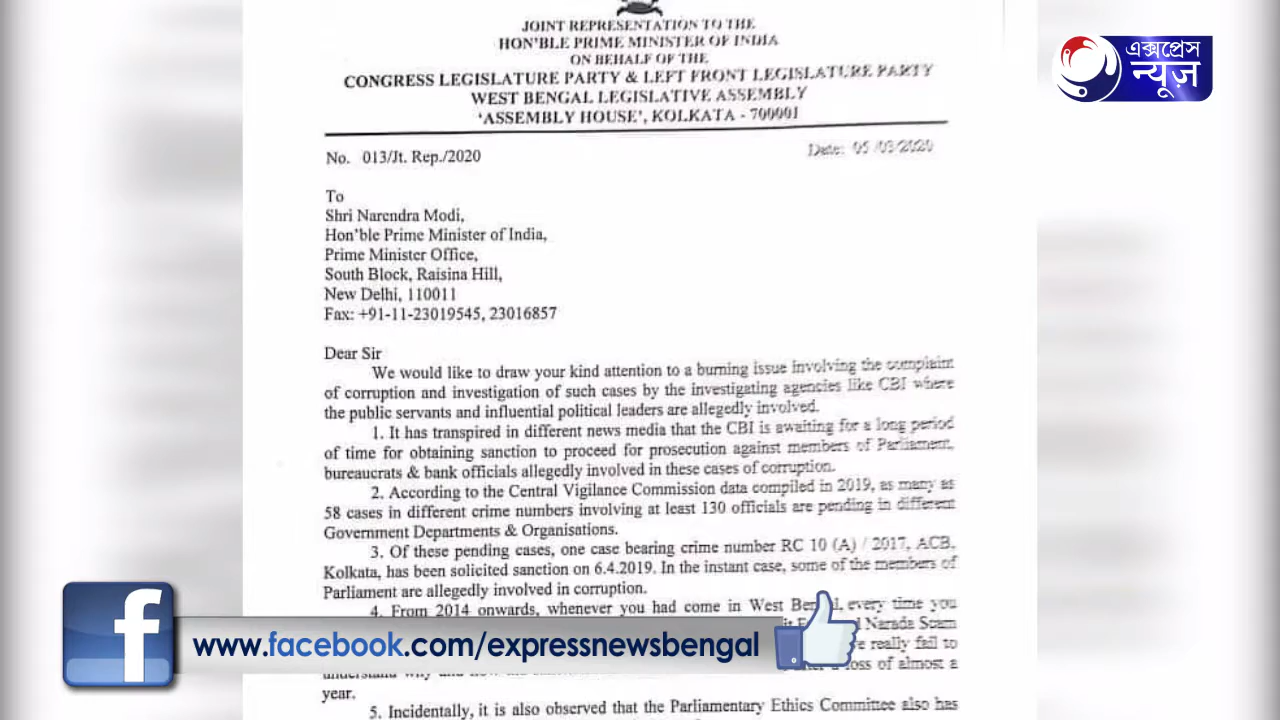 JOINT REPRESENTATION TO THE
HON'BLE PRIME MINISTER OF INDIA
ON BEHALF OF THE
CONGRESS LEGISLATURE PARTY & LEFT FRONT LEGISLATURE PARTY
WEST BENGAL LEGISLATIVE ASSEMBLY
'ASSEMBLY HOUSE', KOLKATA - 700001
एक्सप्रेस
न्यूज़
No. 013/Jt. Rep./2020
Date: 05/03/2020
To
Shri Narendra Modi,
Hon'ble Prime Minister of India,
Prime Minister Office,
South Block, Raisina Hill,
New Delhi, 110011
Fax: +91-11-23019545, 23016857
Dear Sir
We would like to draw your kind attention to a burning issue involving the complaint
of corruption and investigation of such cases by the investigating agencies like CBI where
the public servants and influential political leaders are allegedly involved.
1. It has transpired in different news media that the CBI is awaiting for a long period
of time for obtaining sanction to proceed for prosecution against members of Parliament,
bureaucrats & bank officials allegedly involved in these cases of corruption.
2. According to the Central Vigilance Commission data compiled in 2019, as many as
58 cases in different crime numbers involving at least 130 officials are pending in different
Government Departments & Organisations.
3. Of these pending cases, one case bearing crime number RC 10 (A) / 2017, ACB,
Kolkata, has been solicited sanction on 6.4.2019. In the instant case, some of the members of
Parliament are allegedly involved in corruption.
4. From 2014 onwards, whenever you had come in West Bengal, every time you
Narada Scam
really fail to
understand why and how
a loss of almost a
year.
5. Incidentally, it is also observed that the Parliamentary Ethics Committee also has
f
www.facebook.com/expressnewsbengal